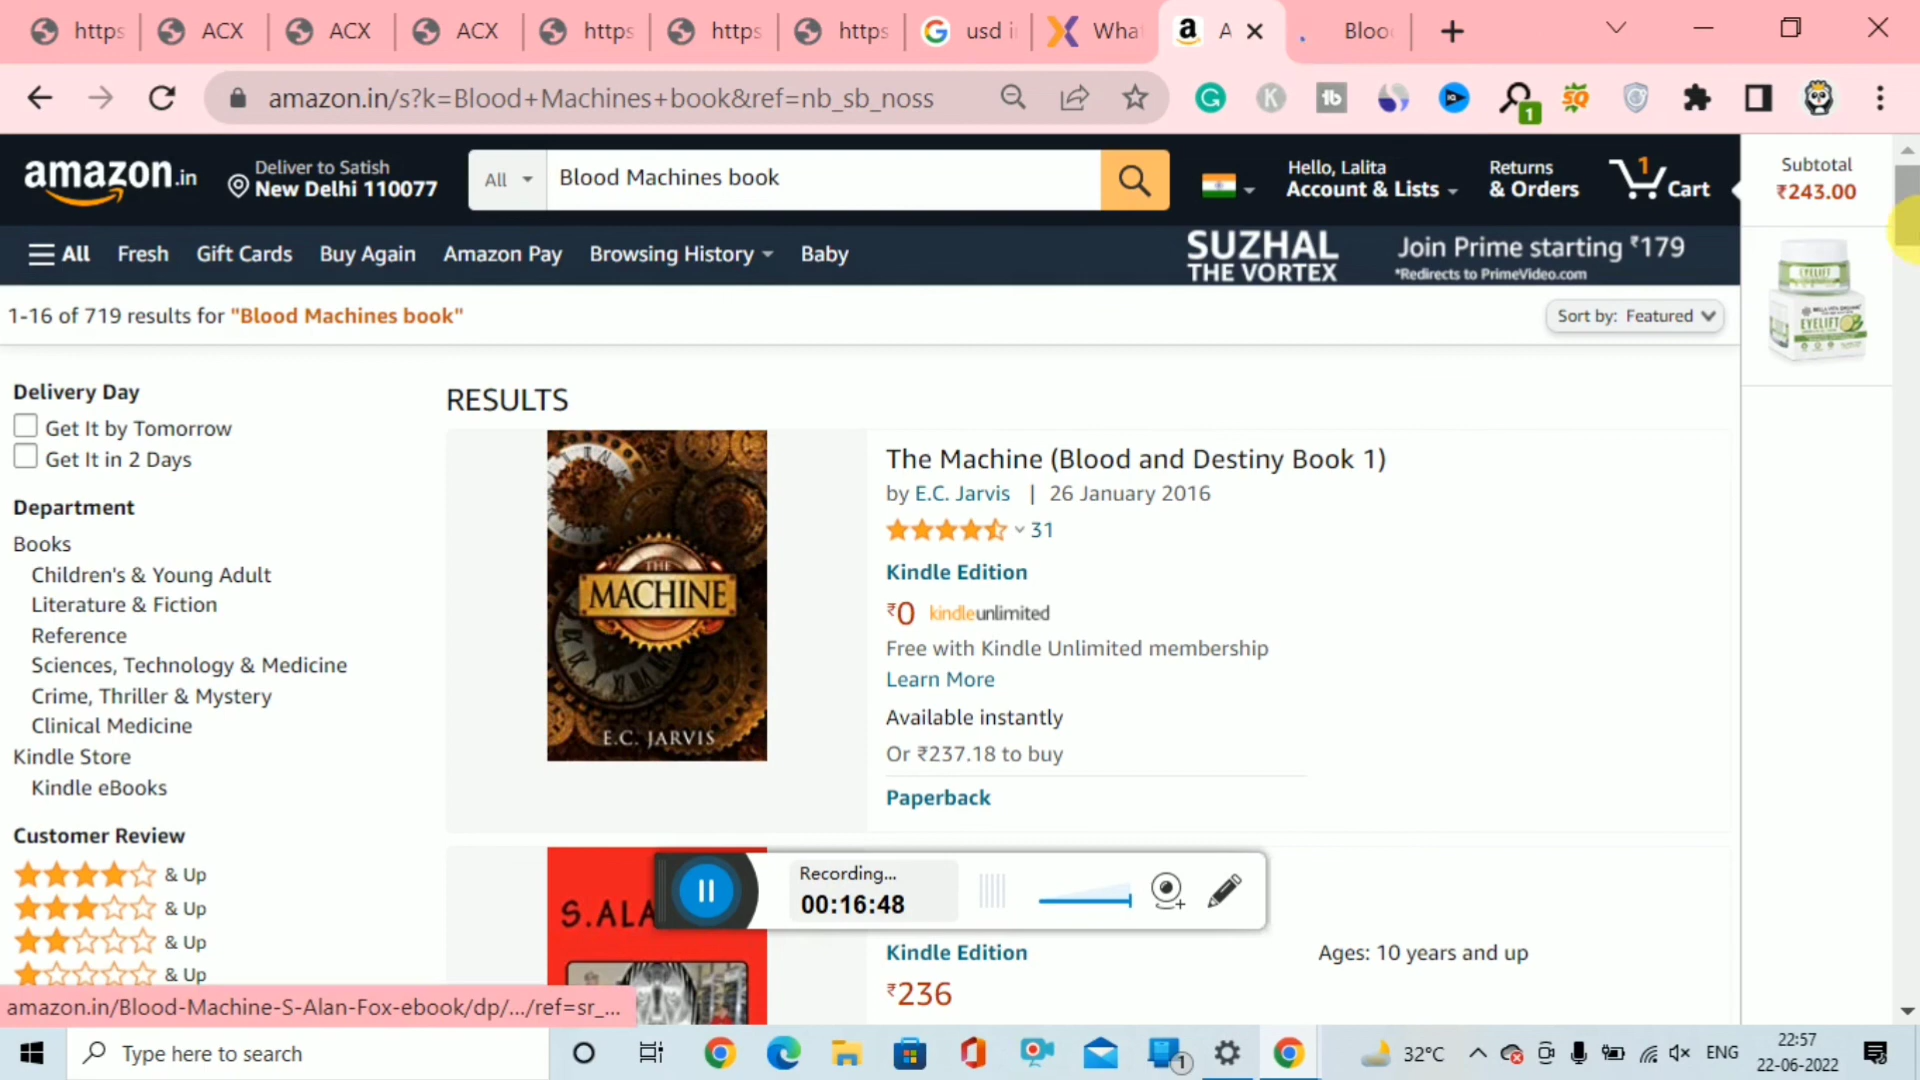 https
ACX
ACX
ACX
https
https
https
usd i
Wha
A
Bloo
amazon.in/s?k=Blood+Machines+book&ref=nb_sb_noss
1
amazon.in
Deliver to Satish
New Delhi 110077
All
Blood Machines book
Hello, Lalita
Account & Lists
Returns
& Orders
1
Cart
Subtotal
₹243.00
All
Fresh
Gift Cards
Buy Again
Amazon Pay
Browsing History
Baby
SUZHAL
THE VORTEX
Join Prime starting ₹179
*Redirects to PrimeVideo.com
1-16 of 719 results for "Blood Machines book"
Sort by: Featured
EYELIFT
EYELIFT
Delivery Day
Get It by Tomorrow
Get It in 2 Days
Department
Books
Children's & Young Adult
Literature & Fiction
Reference
Sciences, Technology & Medicine
Crime, Thriller & Mystery
Clinical Medicine
Kindle Store
Kindle eBooks
Customer Review
& Up
& Up
& Up
& Up
RESULTS
THE
MACHINE
E.C. JARVIS
The Machine (Blood and Destiny Book 1)
by E.C. Jarvis | 26 January 2016
31
Kindle Edition
₹0 kindleunlimited
Free with Kindle Unlimited membership
Learn More
Available instantly
Or ₹237.18 to buy
Paperback
S.ALA
Recording...
00:16:48
Kindle Edition
₹236
Ages: 10 years and up
amazon.in/Blood-Machine-S-Alan-Fox-ebook/dp/.../ref=sr_...
Type here to search
1
32°C
ENG
22:57
22-06-2022